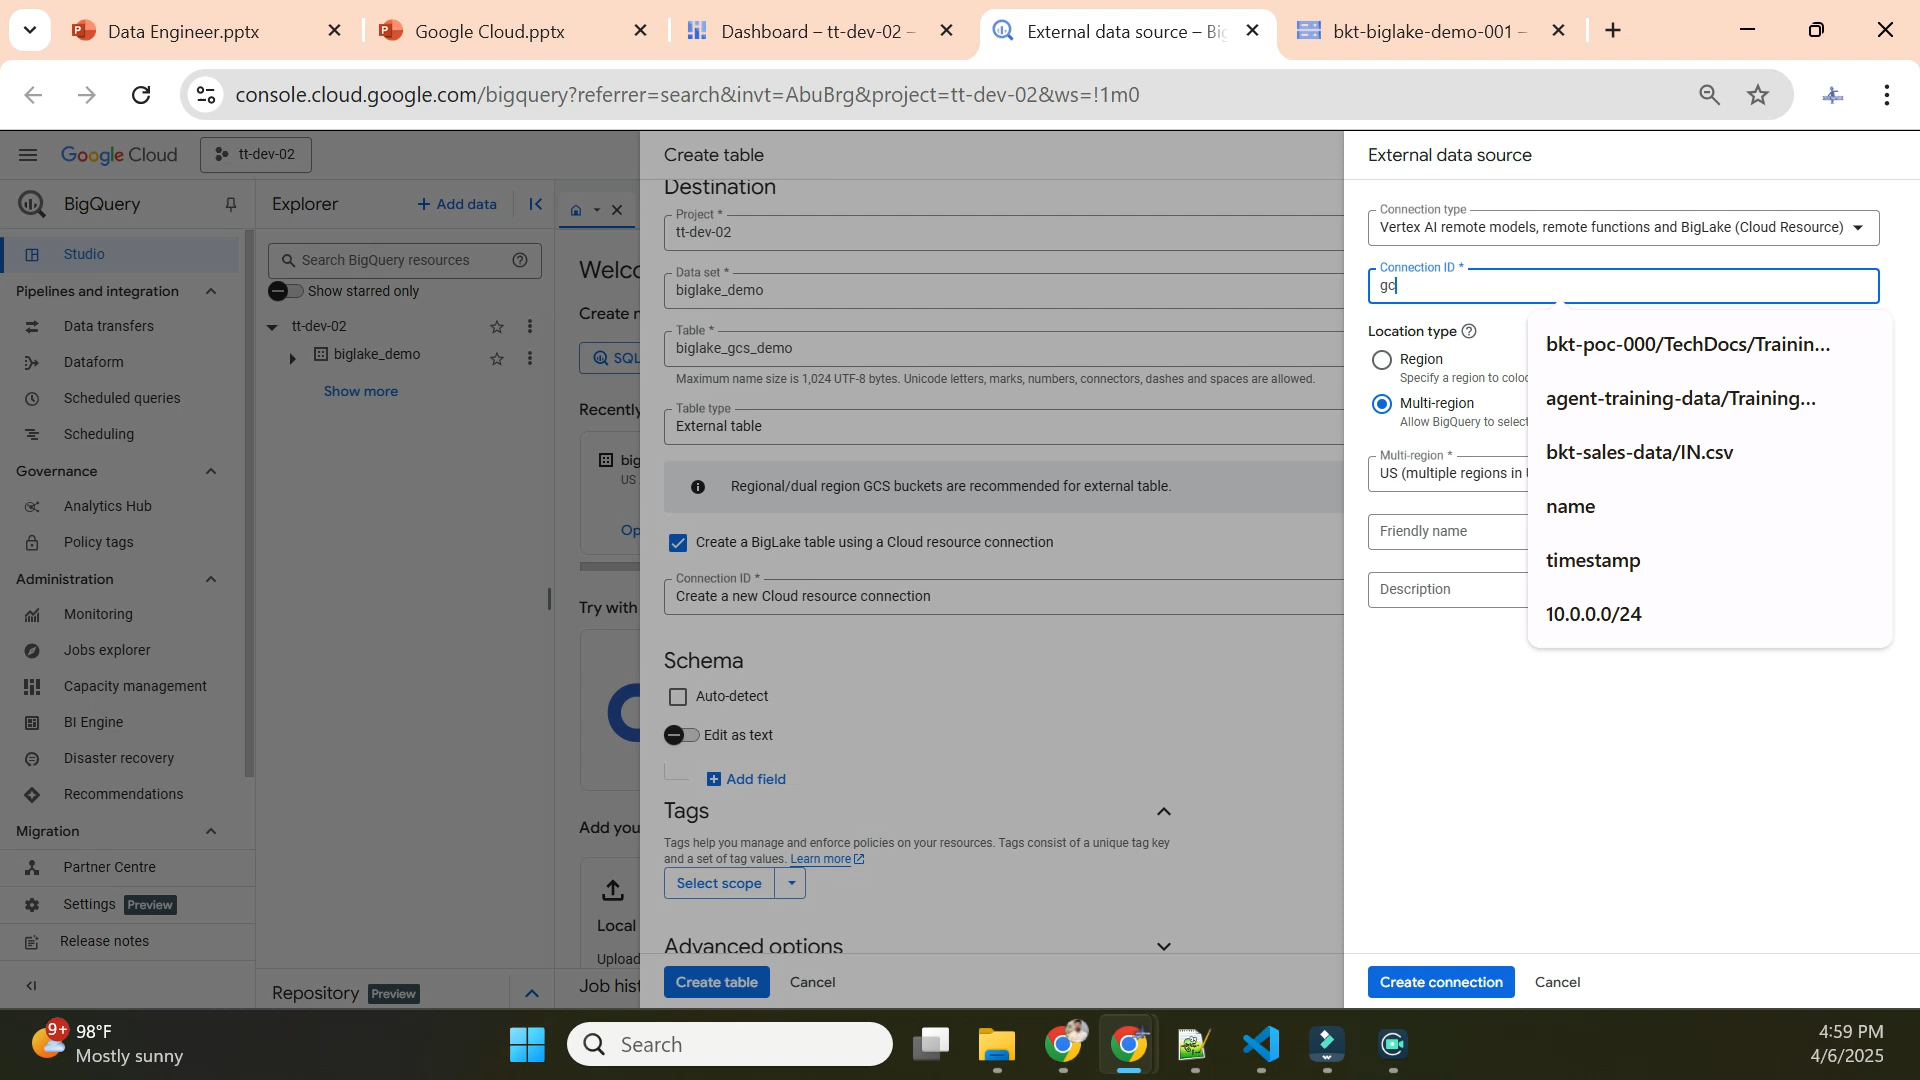 Data Engineer.pptx
Google Cloud.pptx
Dashboard – tt-dev-02 –
External data source – Big
bkt-biglake-demo-001 –
console.cloud.google.com/bigquery?referrer=search&invt=AbuBrg&project=tt-dev-02&ws=!1m0
Google Cloud
tt-dev-02
BigQuery
Studio
Pipelines and integration
Data transfers
Dataform
Scheduled queries
Scheduling
Governance
Analytics Hub
Policy tags
Administration
Monitoring
Jobs explorer
Capacity management
BI Engine
Disaster recovery
Recommendations
Migration
Partner Centre
Settings Preview
Release notes
Explorer
+ Add data
Search BigQuery resources
Show starred only
tt-dev-02
biglake_demo
Show more
Repository Preview
Welco
Create n
SQL
Recently
big
US
Op
Try with
Add you
Local
Upload
Job hist
Create table
Destination
Project *
tt-dev-02
Data set *
biglake_demo
Table *
biglake_gcs_demo
Maximum name size is 1,024 UTF-8 bytes. Unicode letters, marks, numbers, connectors, dashes and spaces are allowed.
Table type
External table
Regional/dual region GCS buckets are recommended for external table.
Create a BigLake table using a Cloud resource connection
Connection ID *
Create a new Cloud resource connection
Schema
Auto-detect
Edit as text
Add field
Tags
Tags help you manage and enforce policies on your resources. Tags consist of a unique tag key
and a set of tag values. Learn more
Select scope
Advanced options
Create table
Cancel
External data source
Connection type
Vertex AI remote models, remote functions and BigLake (Cloud Resource)
Connection ID *
gc
Location type
Region
Specify a region to coloc
Multi-region
Allow BigQuery to select
Multi-region *
US (multiple regions in U
Friendly name
Description
bkt-poc-000/TechDocs/Trainin...
agent-training-data/Training...
bkt-sales-data/IN.csv
name
timestamp
10.0.0.0/24
Create connection
Cancel
9+
98°F
Mostly sunny
Search
4:59 PM
4/6/2025